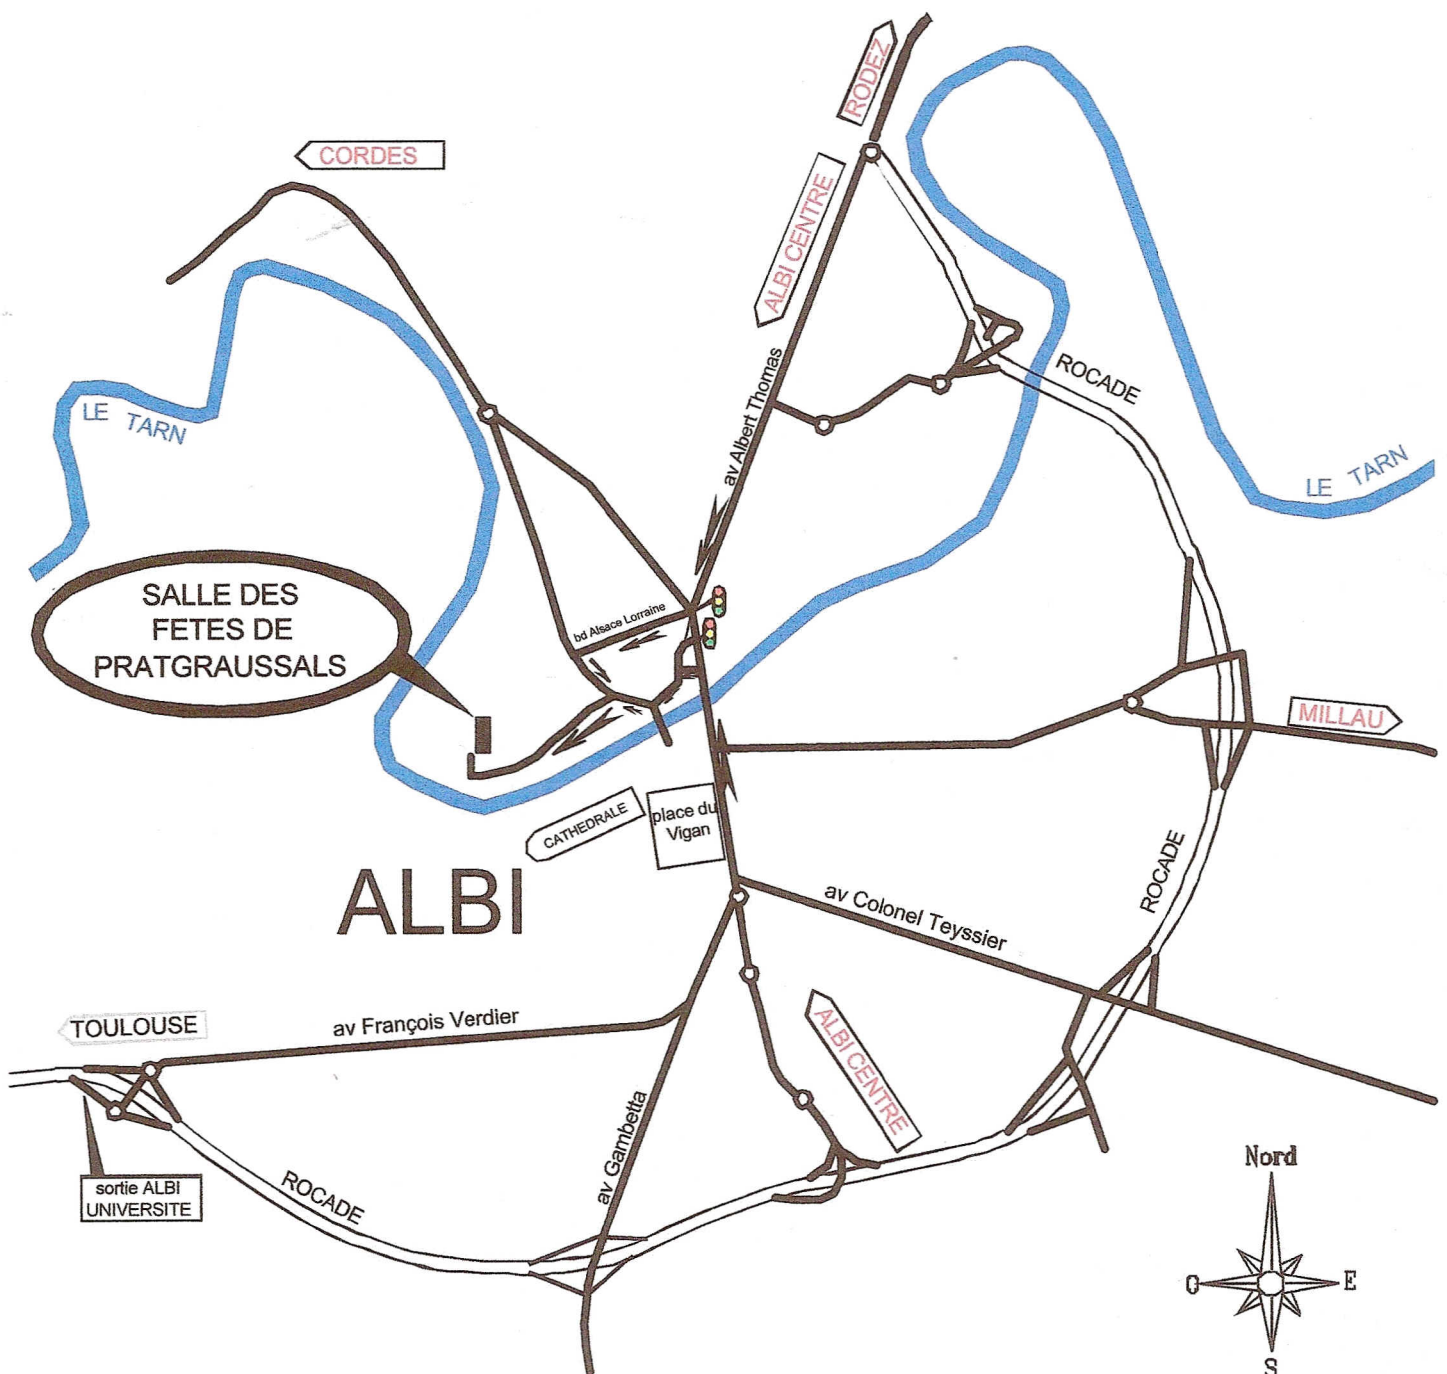 RODEZ
CORDES
ALBI CENTRE
ROCADE
av Albert Thomas
LE TARN
LE TARN
SALLE DES
FETES DE
PRATGRAUSSALS
bd Alsace Lorraine
MILLAU
CATHEDRALE
place du
Vigan
ROCADE
ALBI
av Colonel Teyssier
TOULOUSE
av François Verdier
ALBI CENTRE
av Gambetta
sortie ALBI
UNIVERSITE
ROCADE
Nord
O
E
S